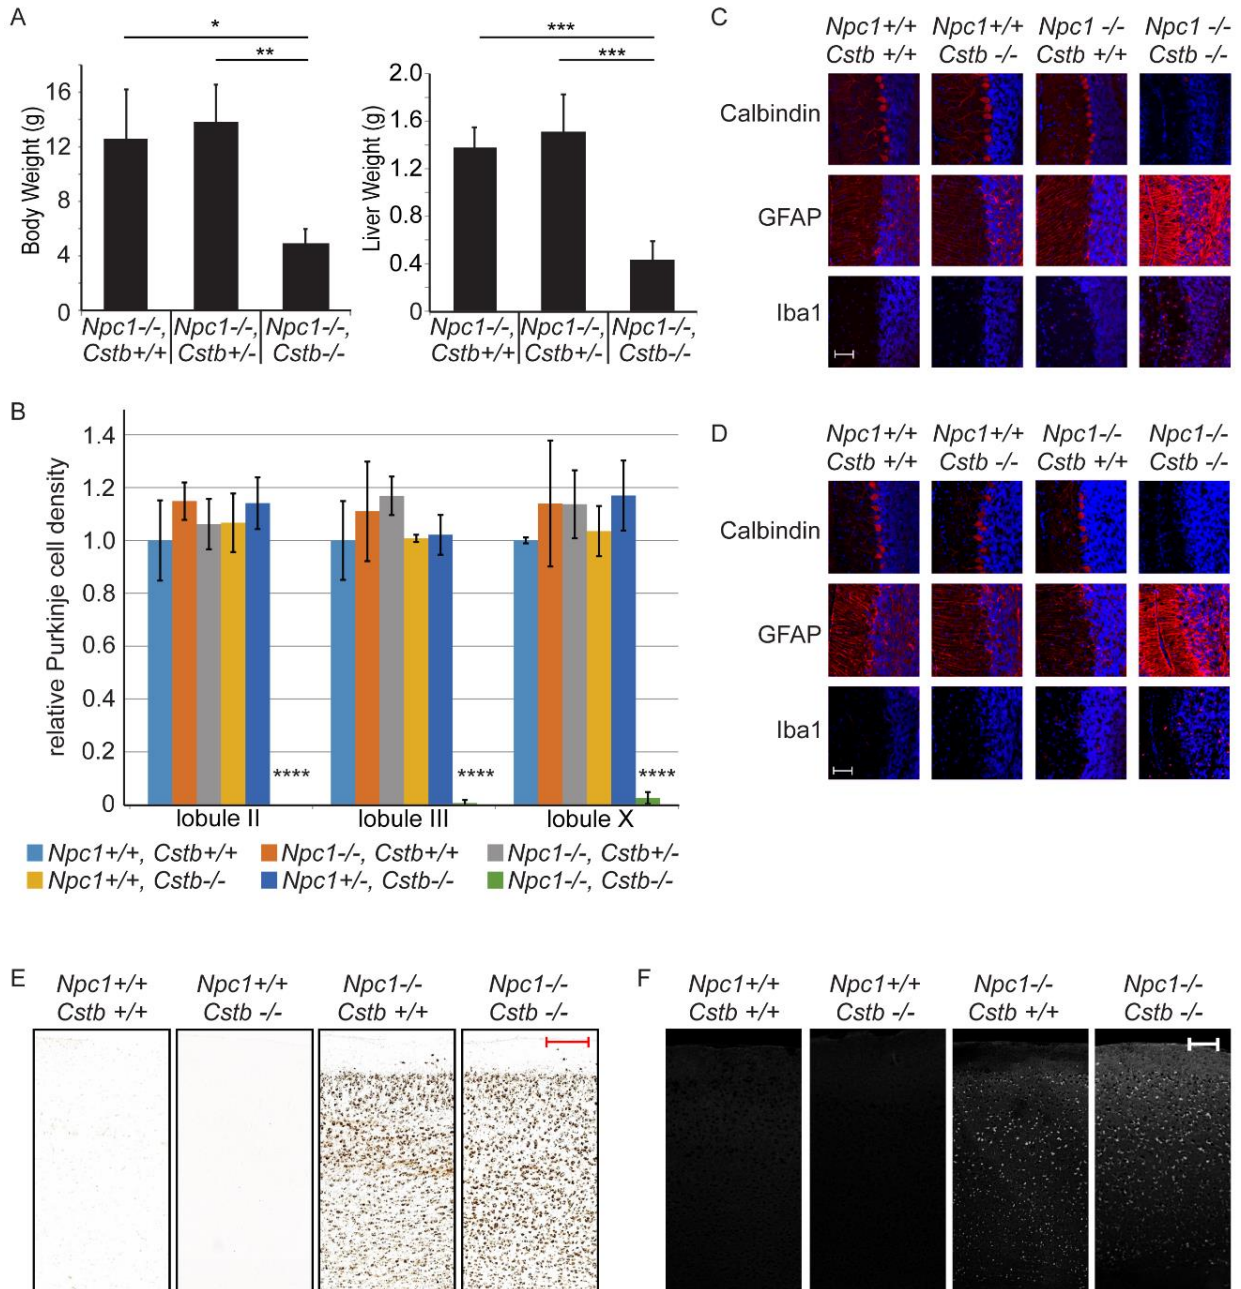 A
*
**
Body Weight (g)
16
12
8
4
0
Npc1-/-, Npc1-/-, Npc1-/-,
Cstb+/+ Cstb+/- Cstb-/-
***
***
Liver Weight (g)
2.0
1.6
1.2
0.8
0.4
0
Npc1-/-, Npc1-/-, Npc1-/-,
Cstb+/+ Cstb+/- Cstb-/-
B
relative Purkinje cell density
1.4
1.2
1.0
0.8
0.6
0.4
0.2
0
**** **** ****
lobule II lobule III lobule X
Npc1+/+, Cstb+/+ Npc1-/-, Cstb+/+ Npc1-/-, Cstb+/-
Npc1+/+, Cstb-/- Npc1+/-, Cstb-/- Npc1-/-, Cstb-/-
C
Npc1+/+ Npc1+/+ Npc1 -/- Npc1 -/-
Cstb +/+ Cstb -/- Cstb +/+ Cstb -/-
Calbindin
GFAP
Iba1
D
Npc1+/+ Npc1+/+ Npc1-/- Npc1-/-
Cstb +/+ Cstb -/- Cstb +/+ Cstb -/-
Calbindin
GFAP
Iba1
E
Npc1+/+ Npc1+/+ Npc1-/- Npc1-/-
Cstb +/+ Cstb -/- Cstb +/+ Cstb -/-
F
Npc1+/+ Npc1+/+ Npc1-/- Npc1-/-
Cstb +/+ Cstb -/- Cstb +/+ Cstb -/-